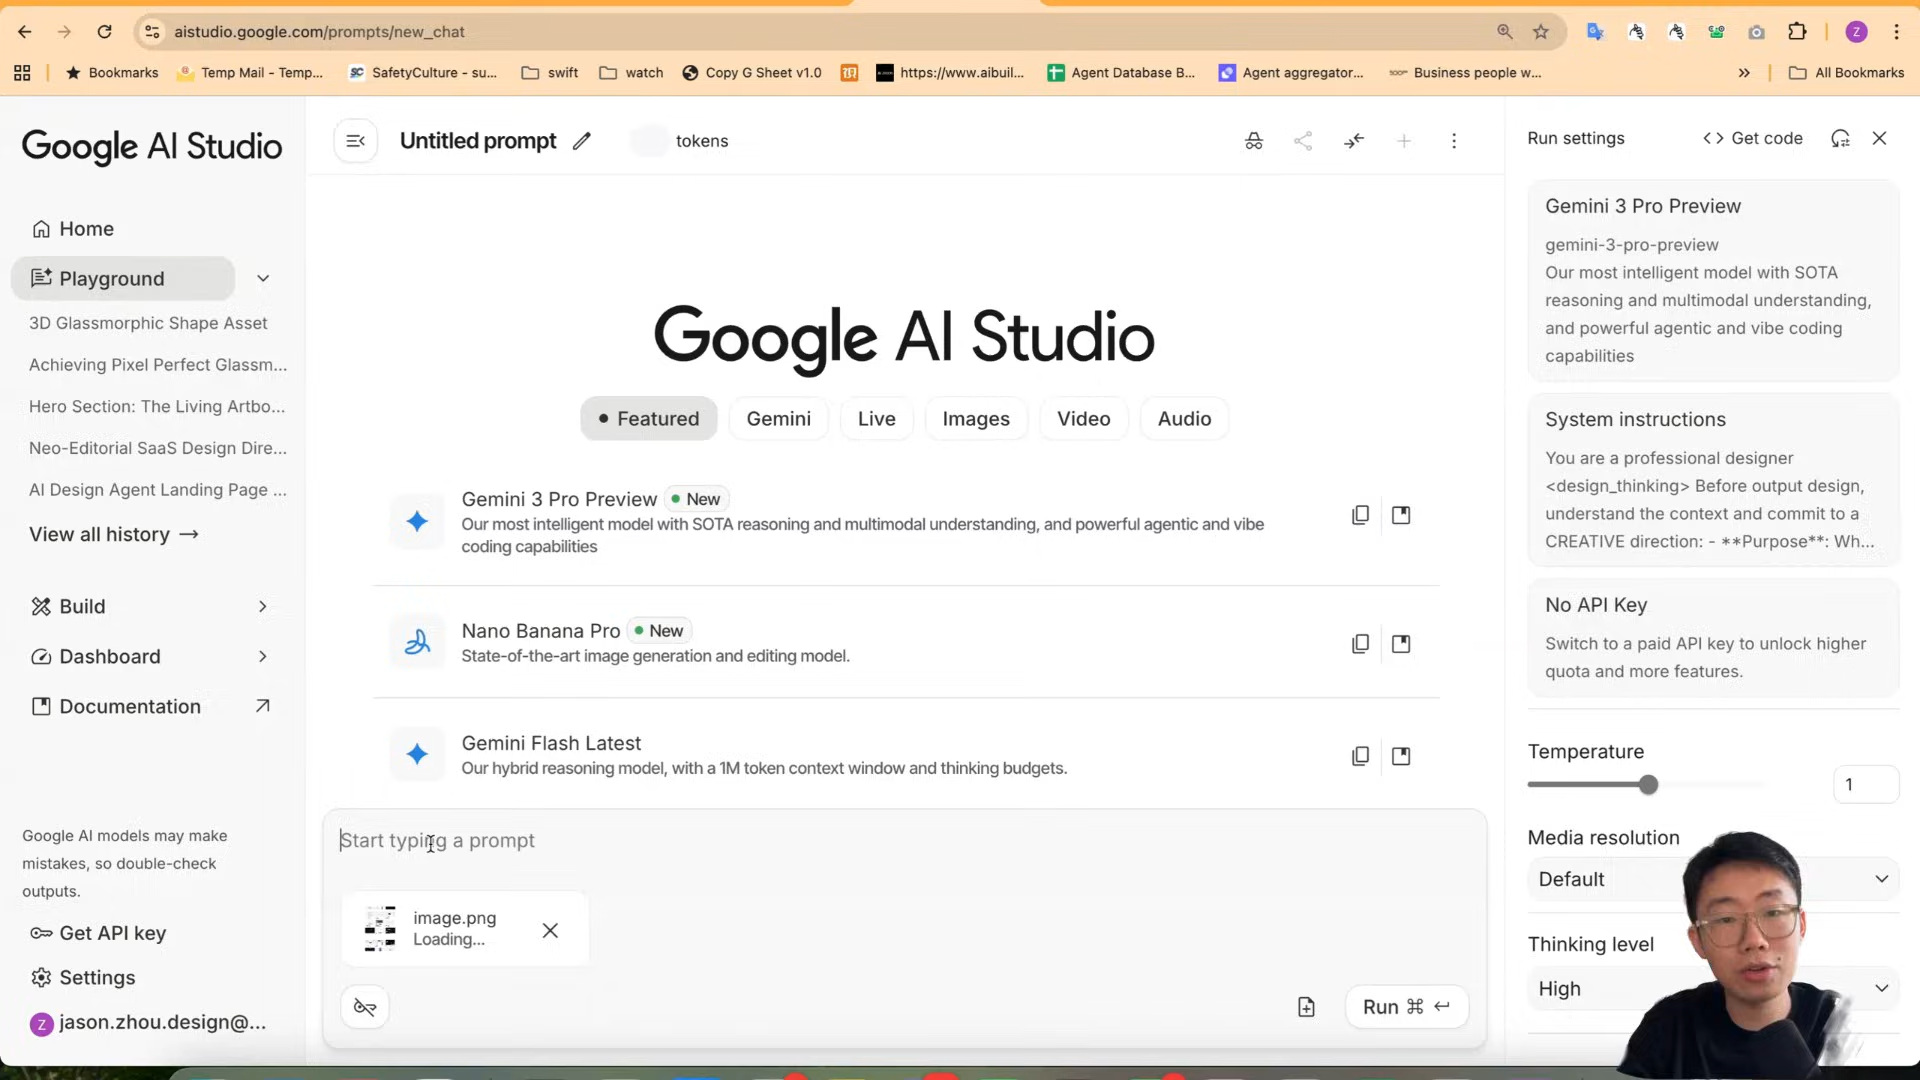 aistudio.google.com/prompts/new_chat
Bookmarks
Temp Mail - Temp...
SafetyCulture - su...
swift
watch
Copy G Sheet v1.0
https://www.aibuil...
Agent Database B...
Agent aggregator...
Business people w...
All Bookmarks
Google AI Studio
Home
Playground
3D Glassmorphic Shape Asset
Achieving Pixel Perfect Glassm...
Hero Section: The Living Artbo...
Neo-Editorial SaaS Design Dire...
AI Design Agent Landing Page ...
View all history →
Build
Dashboard
Documentation
Google AI models may make
mistakes, so double-check
outputs.
Get API key
Settings
Z jason.zhou.design@...
Untitled prompt
tokens
Google AI Studio
Featured
Gemini
Live
Images
Video
Audio
Gemini 3 Pro Preview New
Our most intelligent model with SOTA reasoning and multimodal understanding, and powerful agentic and vibe
coding capabilities
Nano Banana Pro New
State-of-the-art image generation and editing model.
Gemini Flash Latest
Our hybrid reasoning model, with a 1M token context window and thinking budgets.
Start typing a prompt
image.png
Loading...
Run ⌘ ↵
Run settings
<> Get code
Gemini 3 Pro Preview
gemini-3-pro-preview
Our most intelligent model with SOTA
reasoning and multimodal understanding,
and powerful agentic and vibe coding
capabilities
System instructions
You are a professional designer
<design_thinking> Before output design,
understand the context and commit to a
CREATIVE direction: - **Purpose**: Wh...
No API Key
Switch to a paid API key to unlock higher
quota and more features.
Temperature
1
Media resolution
Default
Thinking level
High